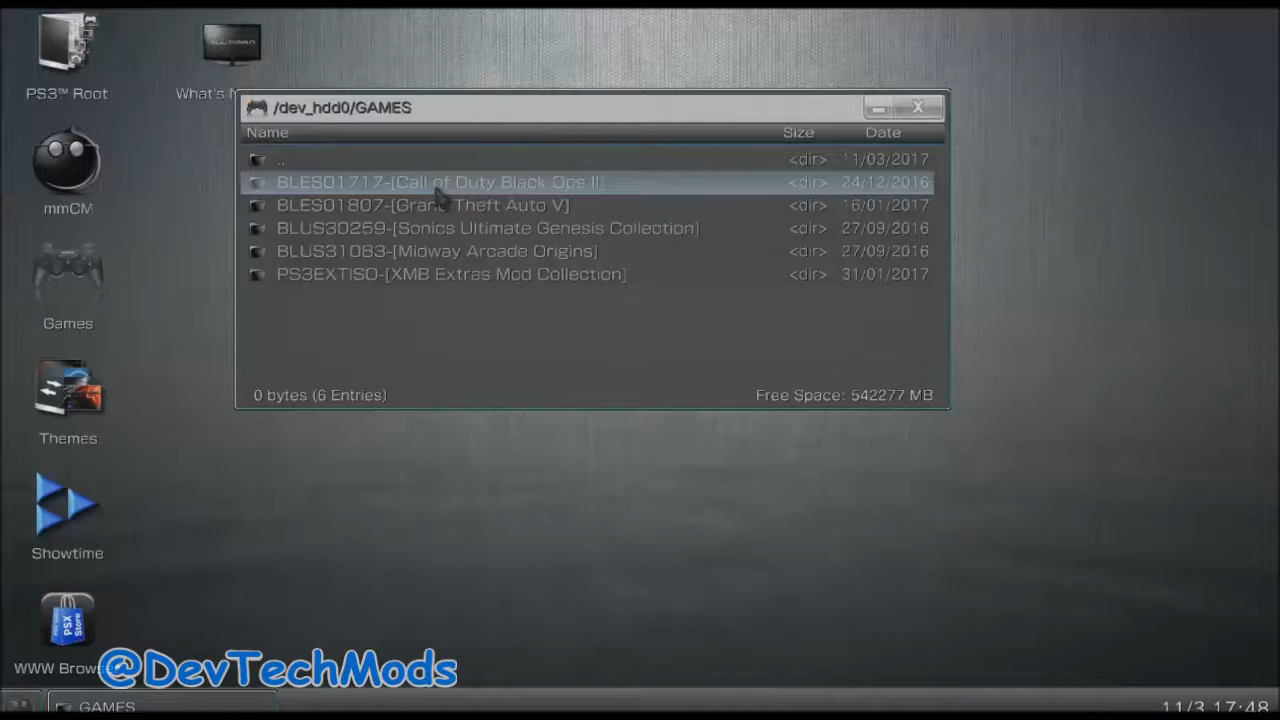 PS3™ Root
What's N
/dev_hdd0/GAMES
X
Name Size Date
.. <dir> 11/03/2017
BLES01717-[Call of Duty Black Ops II] <dir> 24/12/2016
BLES01807-[Grand Theft Auto V] <dir> 16/01/2017
BLUS30259-[Sonics Ultimate Genesis Collection] <dir> 27/09/2016
BLUS31083-[Midway Arcade Origins] <dir> 27/09/2016
PS3EXTISO-[XMB Extras Mod Collection] <dir> 31/01/2017
0 bytes (6 Entries) Free Space: 542277 MB
mmCM
Games
Themes
Showtime
PSX
Store
WWW Brows
@DevTechMods
GAMES
11/3 17:48